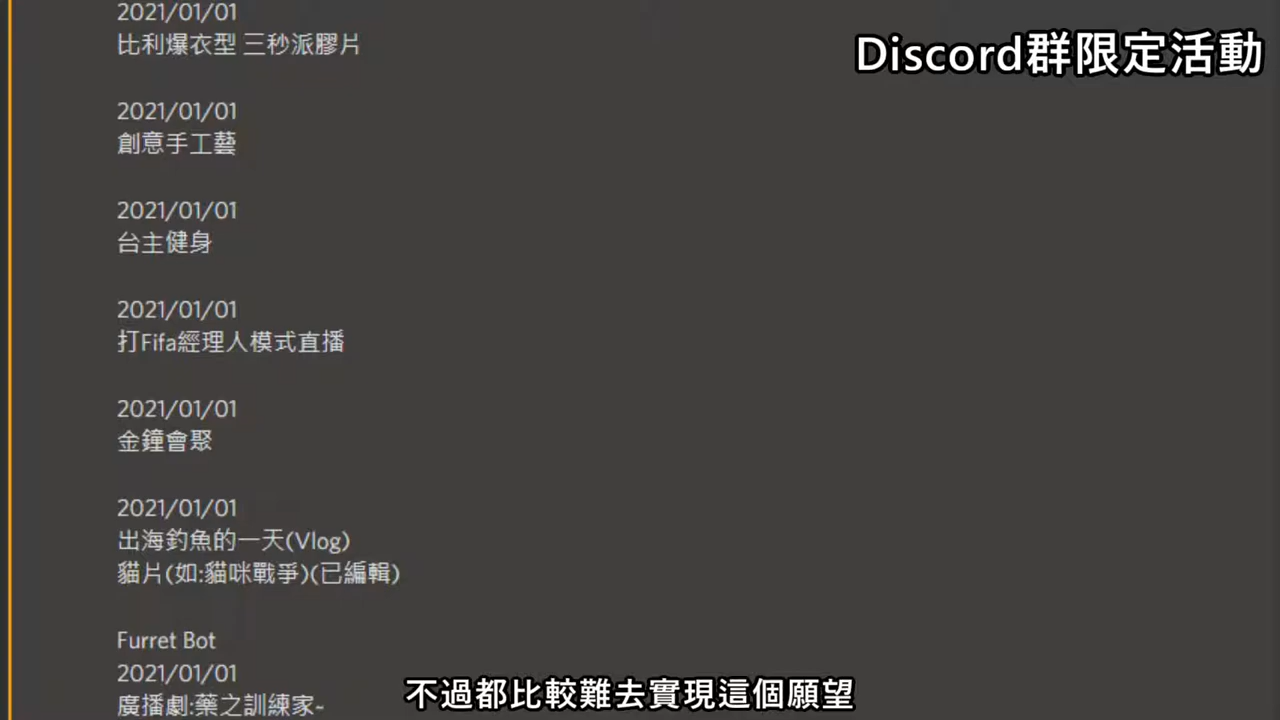 2021/01/01
比利爆衣型 三秒派膠片
Discord群限定活動
2021/01/01
創意手工藝
2021/01/01
台主健身
2021/01/01
打Fifa經理人模式直播
2021/01/01
金鐘會聚
2021/01/01
出海釣魚的一天(Vlog)
貓片(如:貓咪戰爭)(已編輯)
Furret Bot
2021/01/01
廣播劇:藥之訓練家~
不過都比較難去實現這個願望